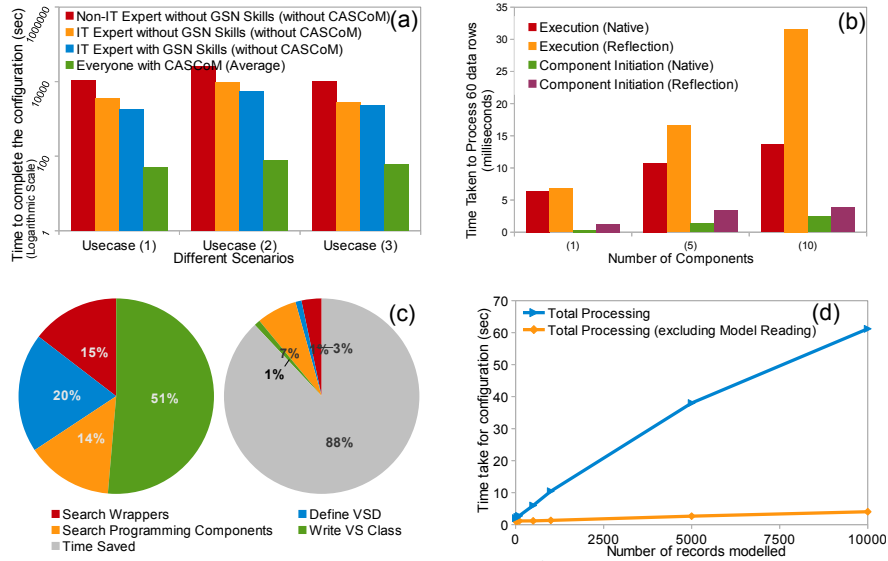 (a)
Non-IT Expert without GSN Skills (without CASCoM)
IT Expert without GSN Skills (without CASCoM)
IT Expert with GSN Skills (without CASCoM)
Everyone with CASCoM (Average)
Time to complete the configuration (sec)
(Logarithmic Scale)
1000000
10000
100
1
Usecase (1)
Usecase (2)
Usecase (3)
Different Scenarios
(b)
Execution (Native)
Execution (Reflection)
Component Initiation (Native)
Component Initiation (Reflection)
Time Taken to Process 60 data rows
(milliseconds)
35
30
25
20
15
10
5
0
(1)
(5)
(10)
Number of Components
(c)
15%
20%
14%
51%
7%
1%
1%
3%
88%
Search Wrappers
Define VSD
Search Programming Components
Write VS Class
Time Saved
(d)
Total Processing
Total Processing (excluding Model Reading)
Time take for configuration (sec)
70
60
50
40
30
20
10
0
0
2500
5000
7500
10000
Number of records modelled